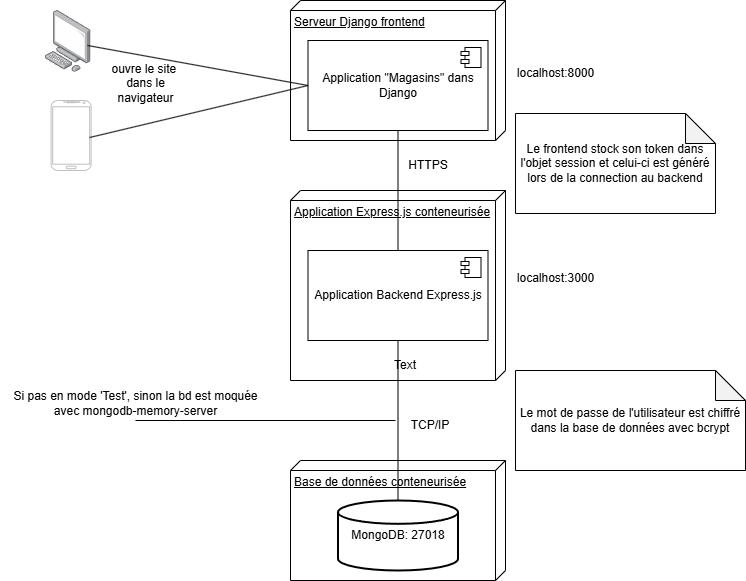 Serveur Django frontend
ouvre le site
dans le
navigateur
Application "Magasins" dans
Django
localhost:8000
Le frontend stock son token dans
l'objet session et celui-ci est généré
lors de la connection au backend
HTTPS
Application Express.js conteneurisée
Application Backend Express.js
localhost:3000
Text
Si pas en mode 'Test', sinon la bd est moquée
avec mongodb-memory-server
TCP/IP
Le mot de passe de l'utilisateur est chiffré
dans la base de données avec bcrypt
Base de données conteneurisée
MongoDB: 27018